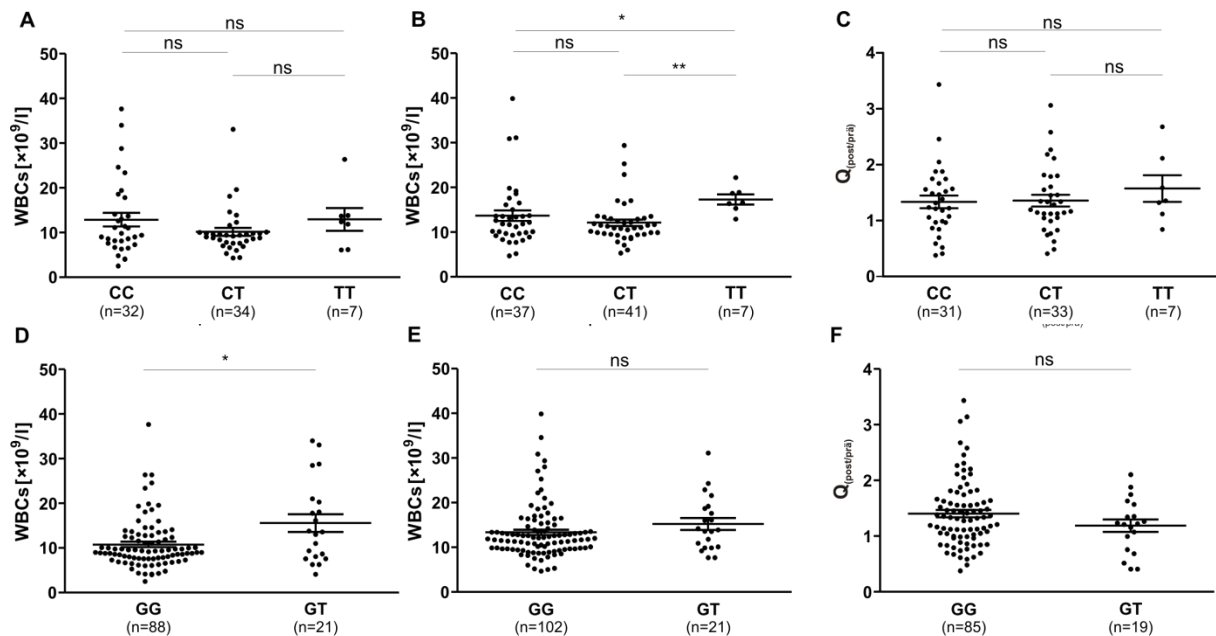 A
ns
ns
ns
WBCs [×10⁹/l]
50
40
30
20
10
0
CC
CT
TT
(n=32)
(n=34)
(n=7)
B
*
ns
**
WBCs [×10⁹/l]
50
40
30
20
10
0
CC
CT
TT
(n=37)
(n=41)
(n=7)
C
ns
ns
ns
Q(post/prä)
4
3
2
1
0
CC
CT
TT
(n=31)
(n=33)
(n=7)
D
*
WBCs [×10⁹/l]
50
40
30
20
10
0
GG
GT
(n=88)
(n=21)
E
ns
WBCs [×10⁹/l]
50
40
30
20
10
0
GG
GT
(n=102)
(n=21)
(post/prä)
F
ns
Q(post/prä)
4
3
2
1
0
GG
GT
(n=85)
(n=19)